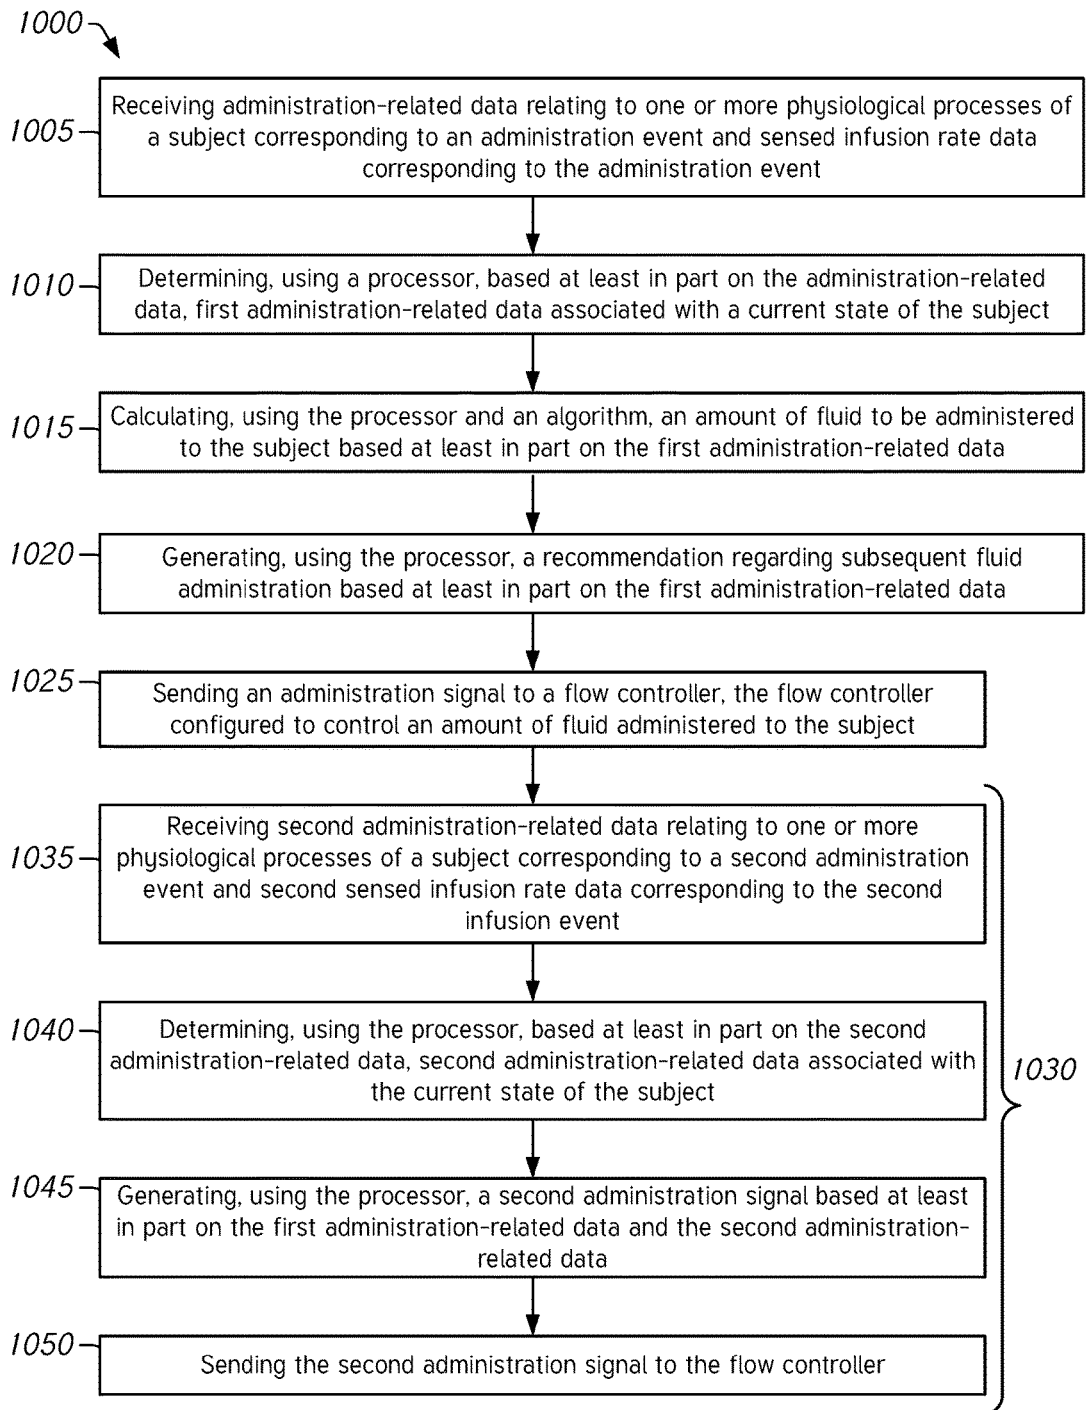 1000
1005
Receiving administration-related data relating to one or more physiological processes of
a subject corresponding to an administration event and sensed infusion rate data
corresponding to the administration event
1010
Determining, using a processor, based at least in part on the administration-related
data, first administration-related data associated with a current state of the subject
1015
Calculating, using the processor and an algorithm, an amount of fluid to be administered
to the subject based at least in part on the first administration-related data
1020
Generating, using the processor, a recommendation regarding subsequent fluid
administration based at least in part on the first administration-related data
1025
Sending an administration signal to a flow controller, the flow controller
configured to control an amount of fluid administered to the subject
1030
1035
Receiving second administration-related data relating to one or more
physiological processes of a subject corresponding to a second administration
event and second sensed infusion rate data corresponding to the second
infusion event
1040
Determining, using the processor, based at least in part on the second
administration-related data, second administration-related data associated with
the current state of the subject
1045
Generating, using the processor, a second administration signal based at least
in part on the first administration-related data and the second administration-
related data
1050
Sending the second administration signal to the flow controller